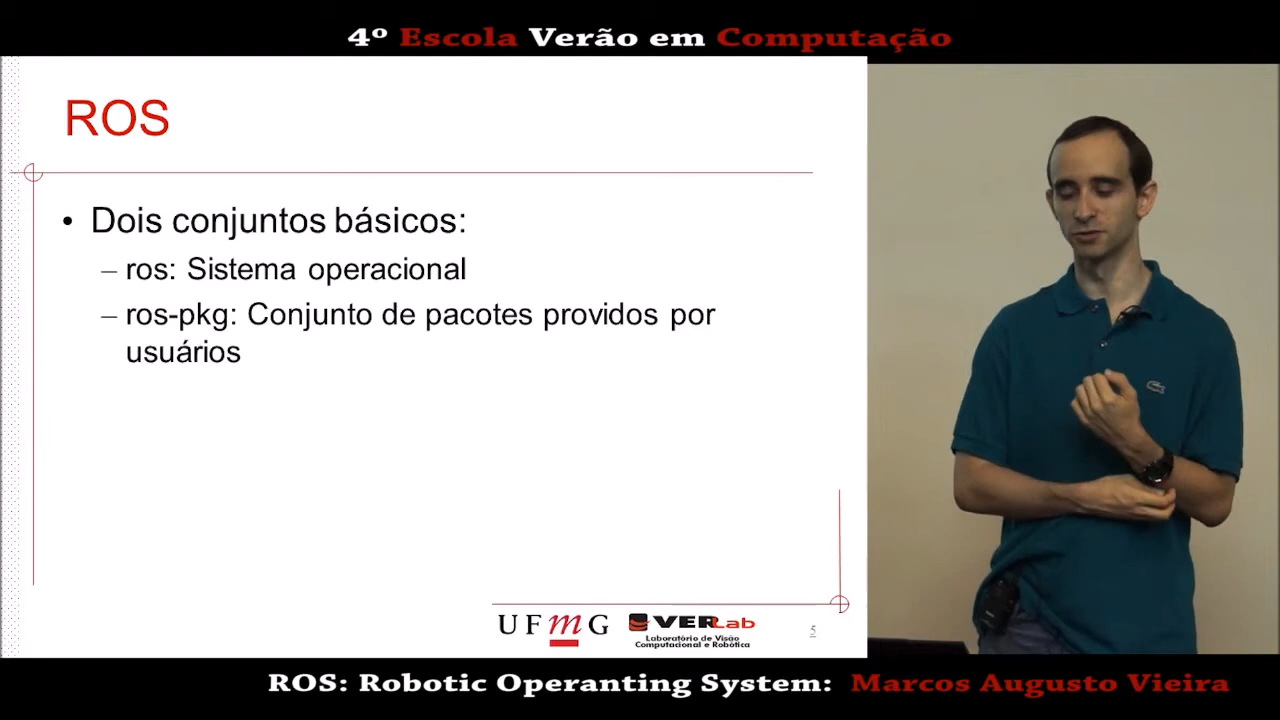 4º Escola Verão em Computação
ROS
• Dois conjuntos básicos:
– ros: Sistema operacional
– ros-pkg: Conjunto de pacotes providos por
usuários
UFmG
VERLab
Laboratório de Visão
Computacional e Robótica
5
ROS: Robotic Operanting System: Marcos Augusto Vieira